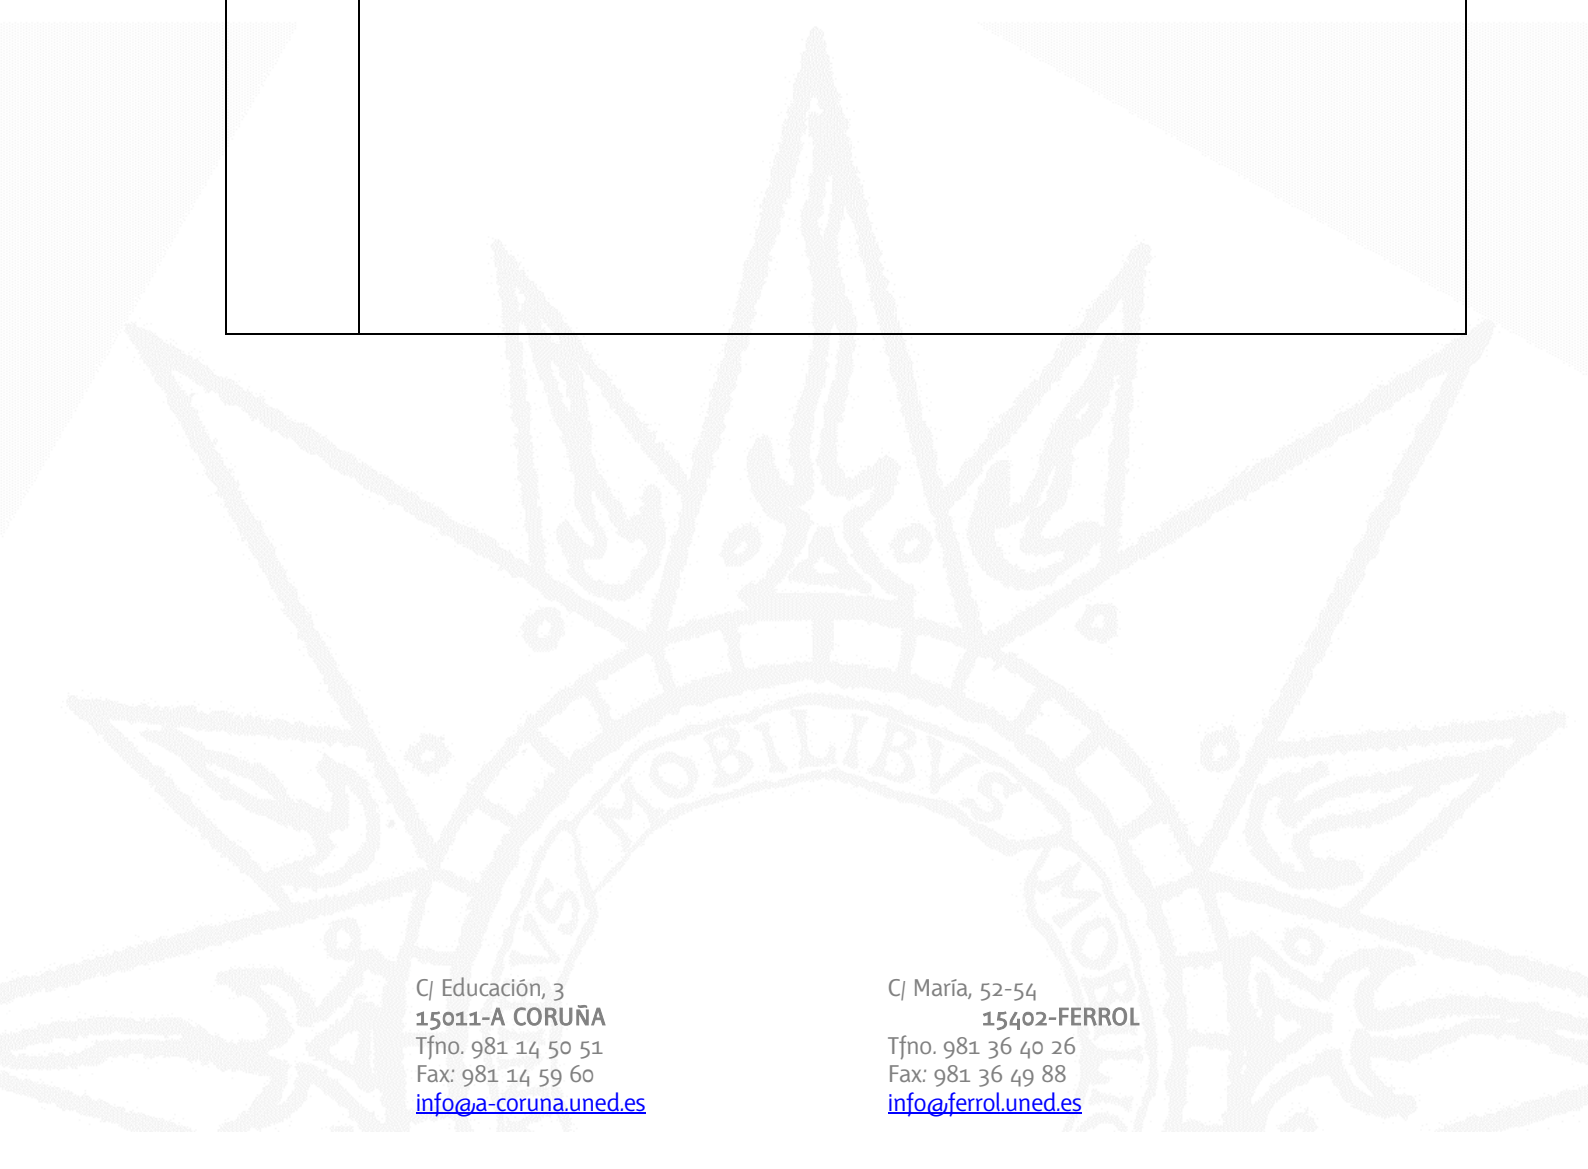 MOBILIBVS
C/ Educación, 3
15011-A CORUÑA
Tfno. 981 14 50 51
Fax: 981 14 59 60
info@a-coruna.uned.es
C/ María, 52-54
15402-FERROL
Tfno. 981 36 40 26
Fax: 981 36 49 88
info@ferrol.uned.es